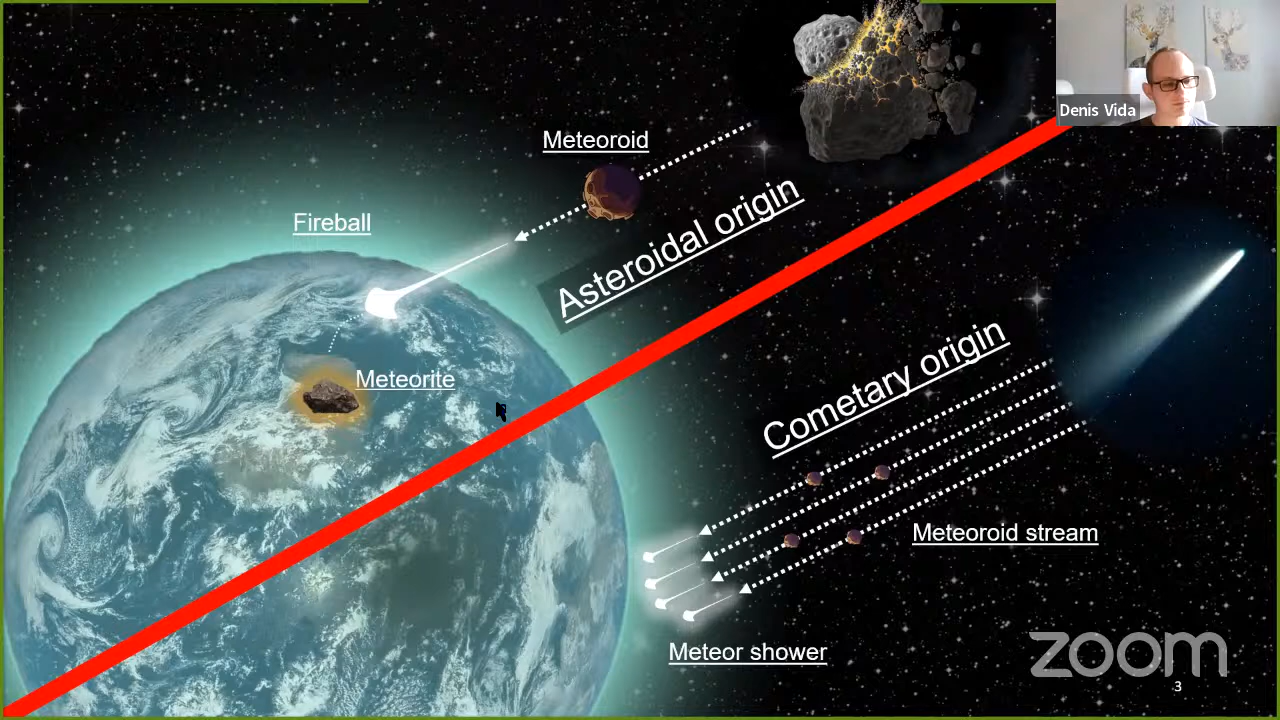 Denis Vida
Meteoroid
Fireball
Asteroidal origin
Meteorite
Cometary origin
Meteoroid stream
Meteor shower
zoom
3